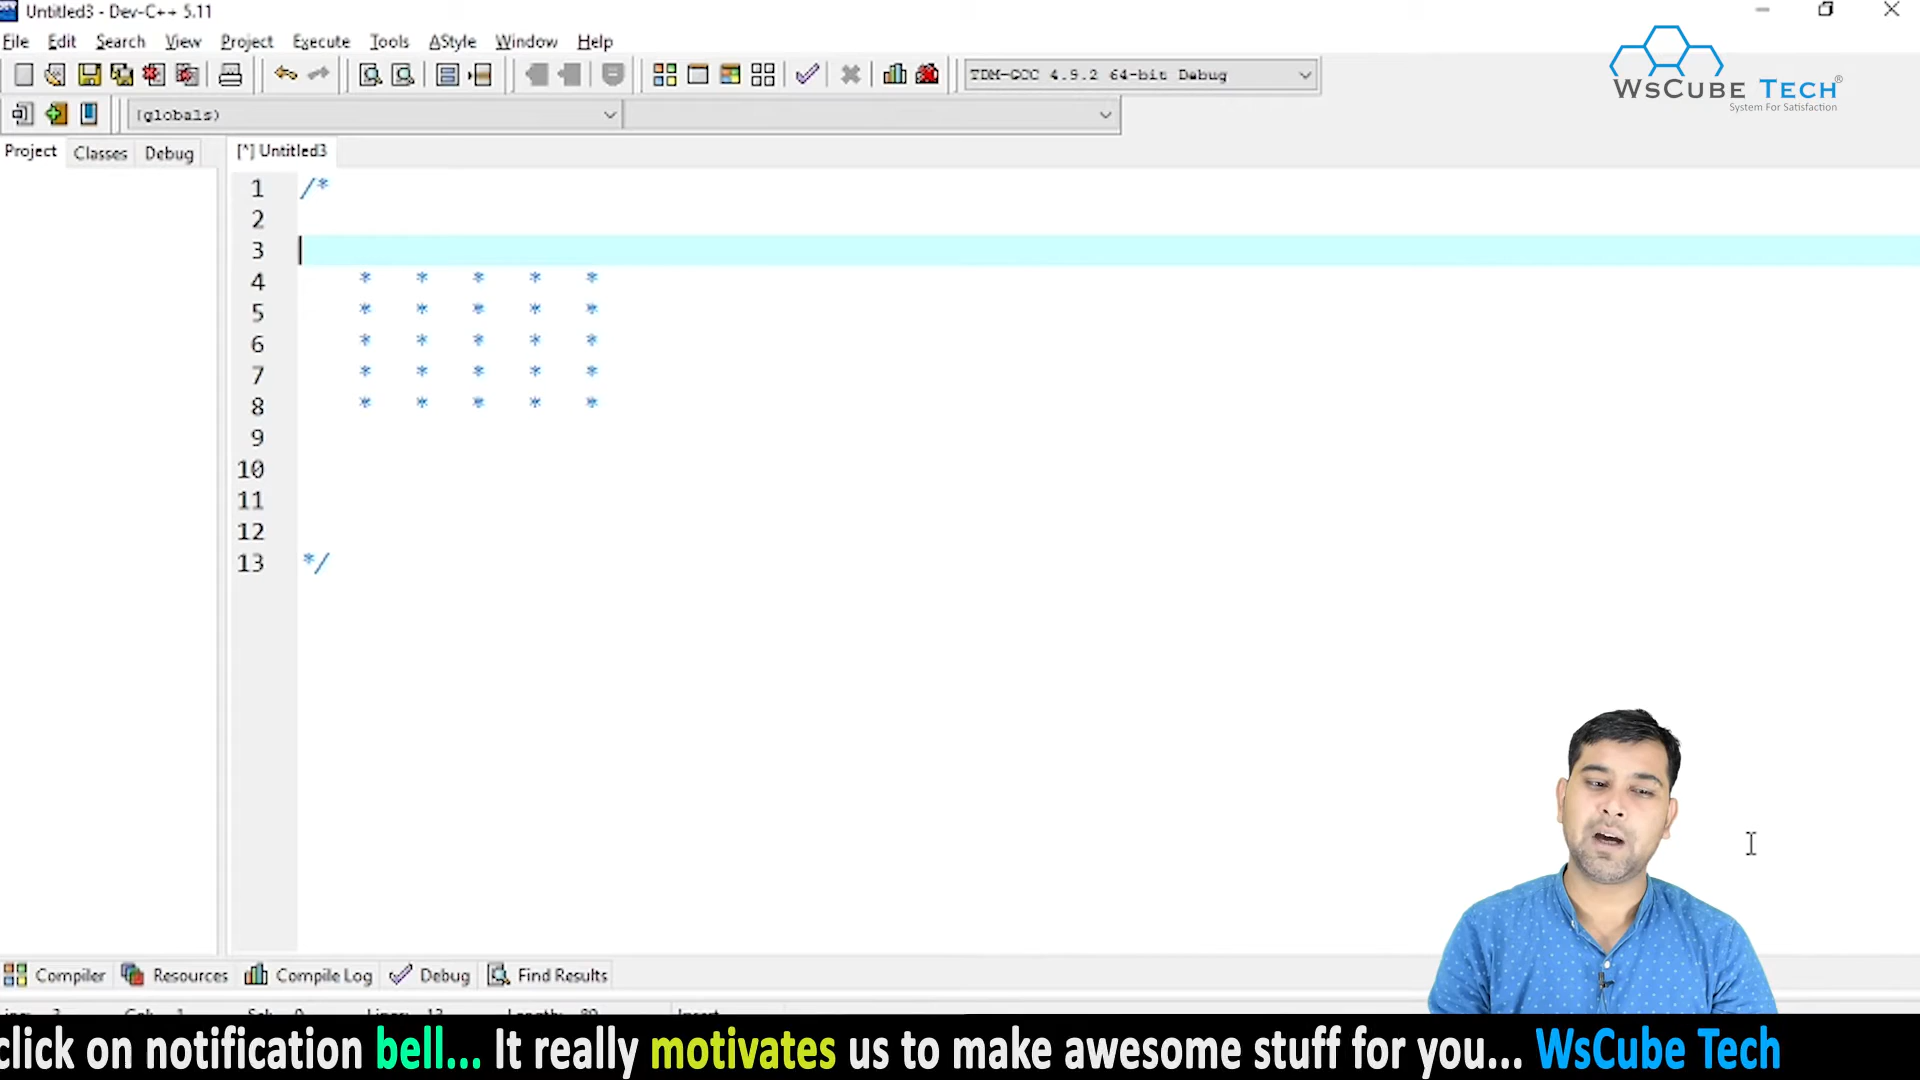 Untitled3 - Dev-C++ 5.11
File Edit Search View Project Execute Tools AStyle Window Help
TDM-GCC 4.9.2 64-bit Debug
WsCube Tech®
System For Satisfaction
(globals)
Project Classes Debug [*] Untitled3
1 /*
2
3
4 * * * * *
5 * * * * *
6 * * * * *
7 * * * * *
8 * * * * *
9
10
11
12
13 */
Compiler Resources Compile Log Debug Find Results
click on notification bell... It really motivates us to make awesome stuff for you... WsCube Tech